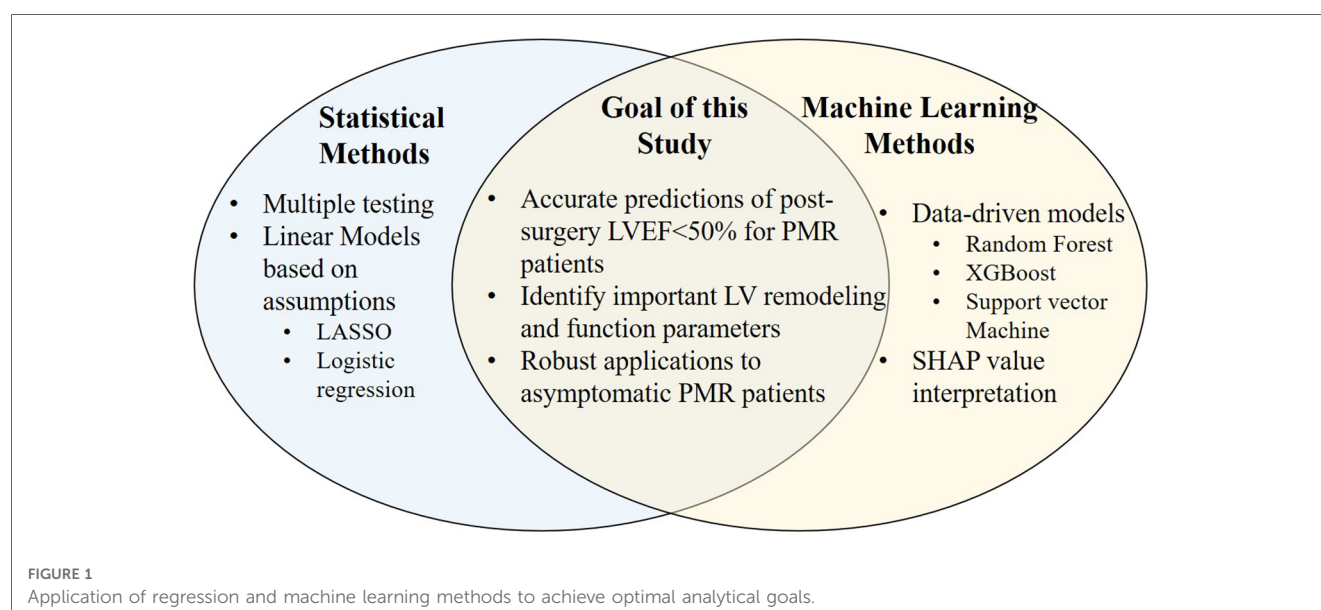 Statistical
Methods
• Multiple testing
• Linear Models
based on
assumptions
• LASSO
• Logistic
regression
Goal of this
Study
• Accurate predictions of post-
surgery LVEF<50% for PMR
patients
• Identify important LV remodeling
and function parameters
• Robust applications to
asymptomatic PMR patients
Machine Learning
Methods
• Data-driven models
• Random Forest
• XGBoost
• Support vector
Machine
• SHAP value
interpretation
FIGURE 1
Application of regression and machine learning methods to achieve optimal analytical goals.